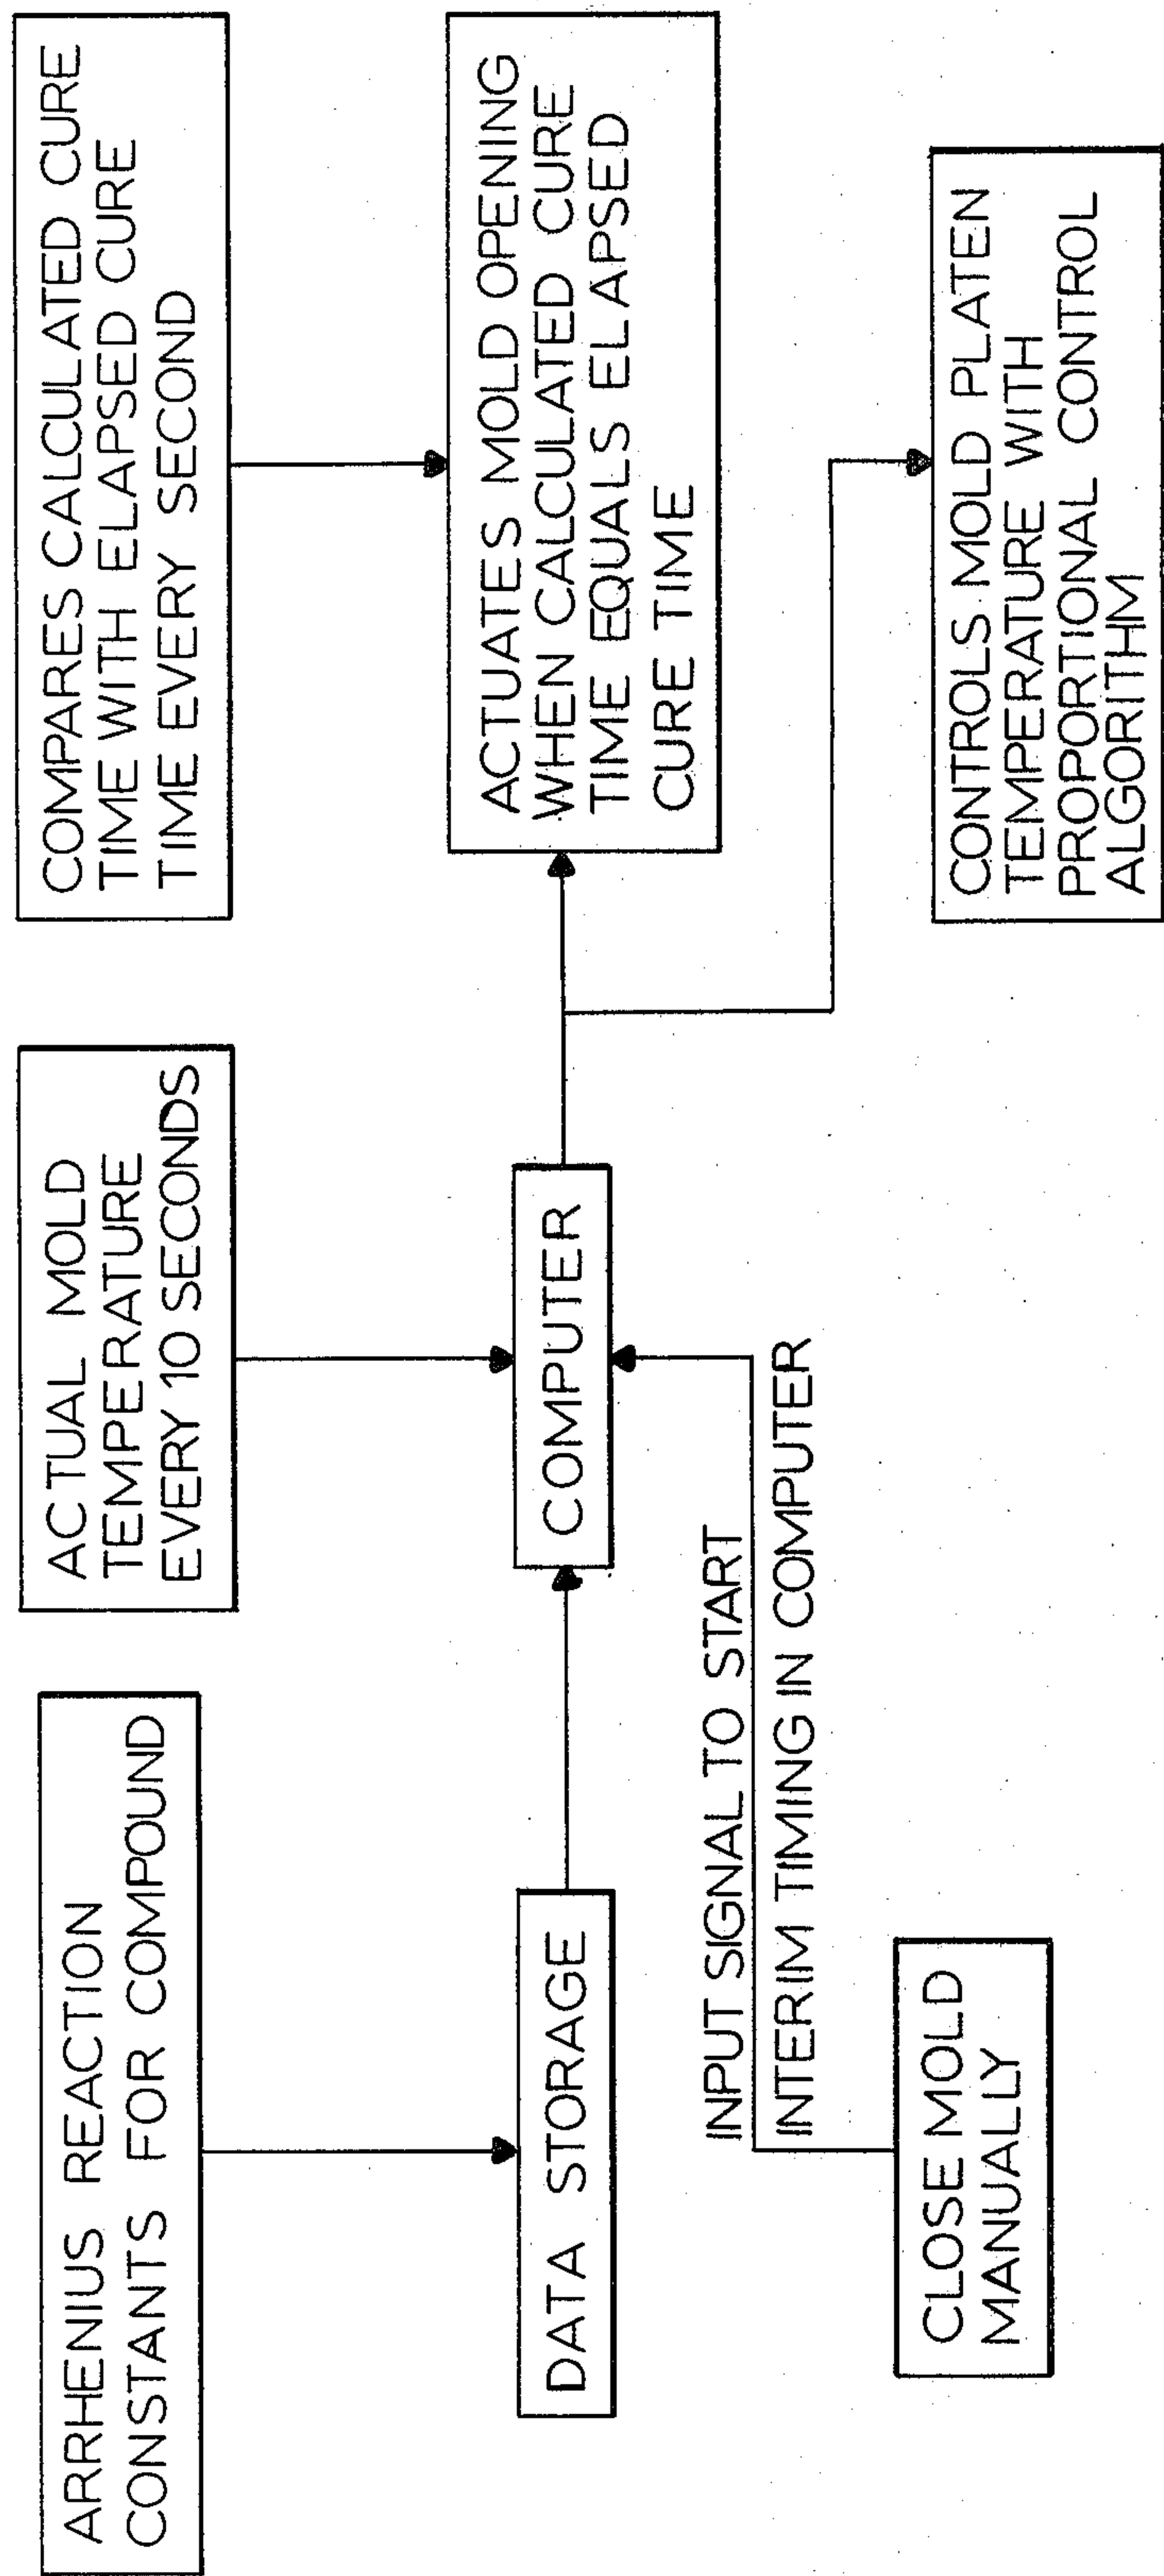 ARRHENIUS REACTION
CONSTANTS FOR COMPOUND
ACTUAL MOLD
TEMPERATURE
EVERY 10 SECONDS
COMPARES CALCULATED CURE
TIME WITH ELAPSED CURE
TIME EVERY SECOND
DATA STORAGE
COMPUTER
ACTUATES MOLD OPENING
WHEN CALCULATED CURE
TIME EQUALS ELAPSED
CURE TIME
INPUT SIGNAL TO START
INTERIM TIMING IN COMPUTER
CLOSE MOLD
MANUALLY
CONTROLS MOLD PLATEN
TEMPERATURE WITH
PROPORTIONAL CONTROL
ALGORITHM